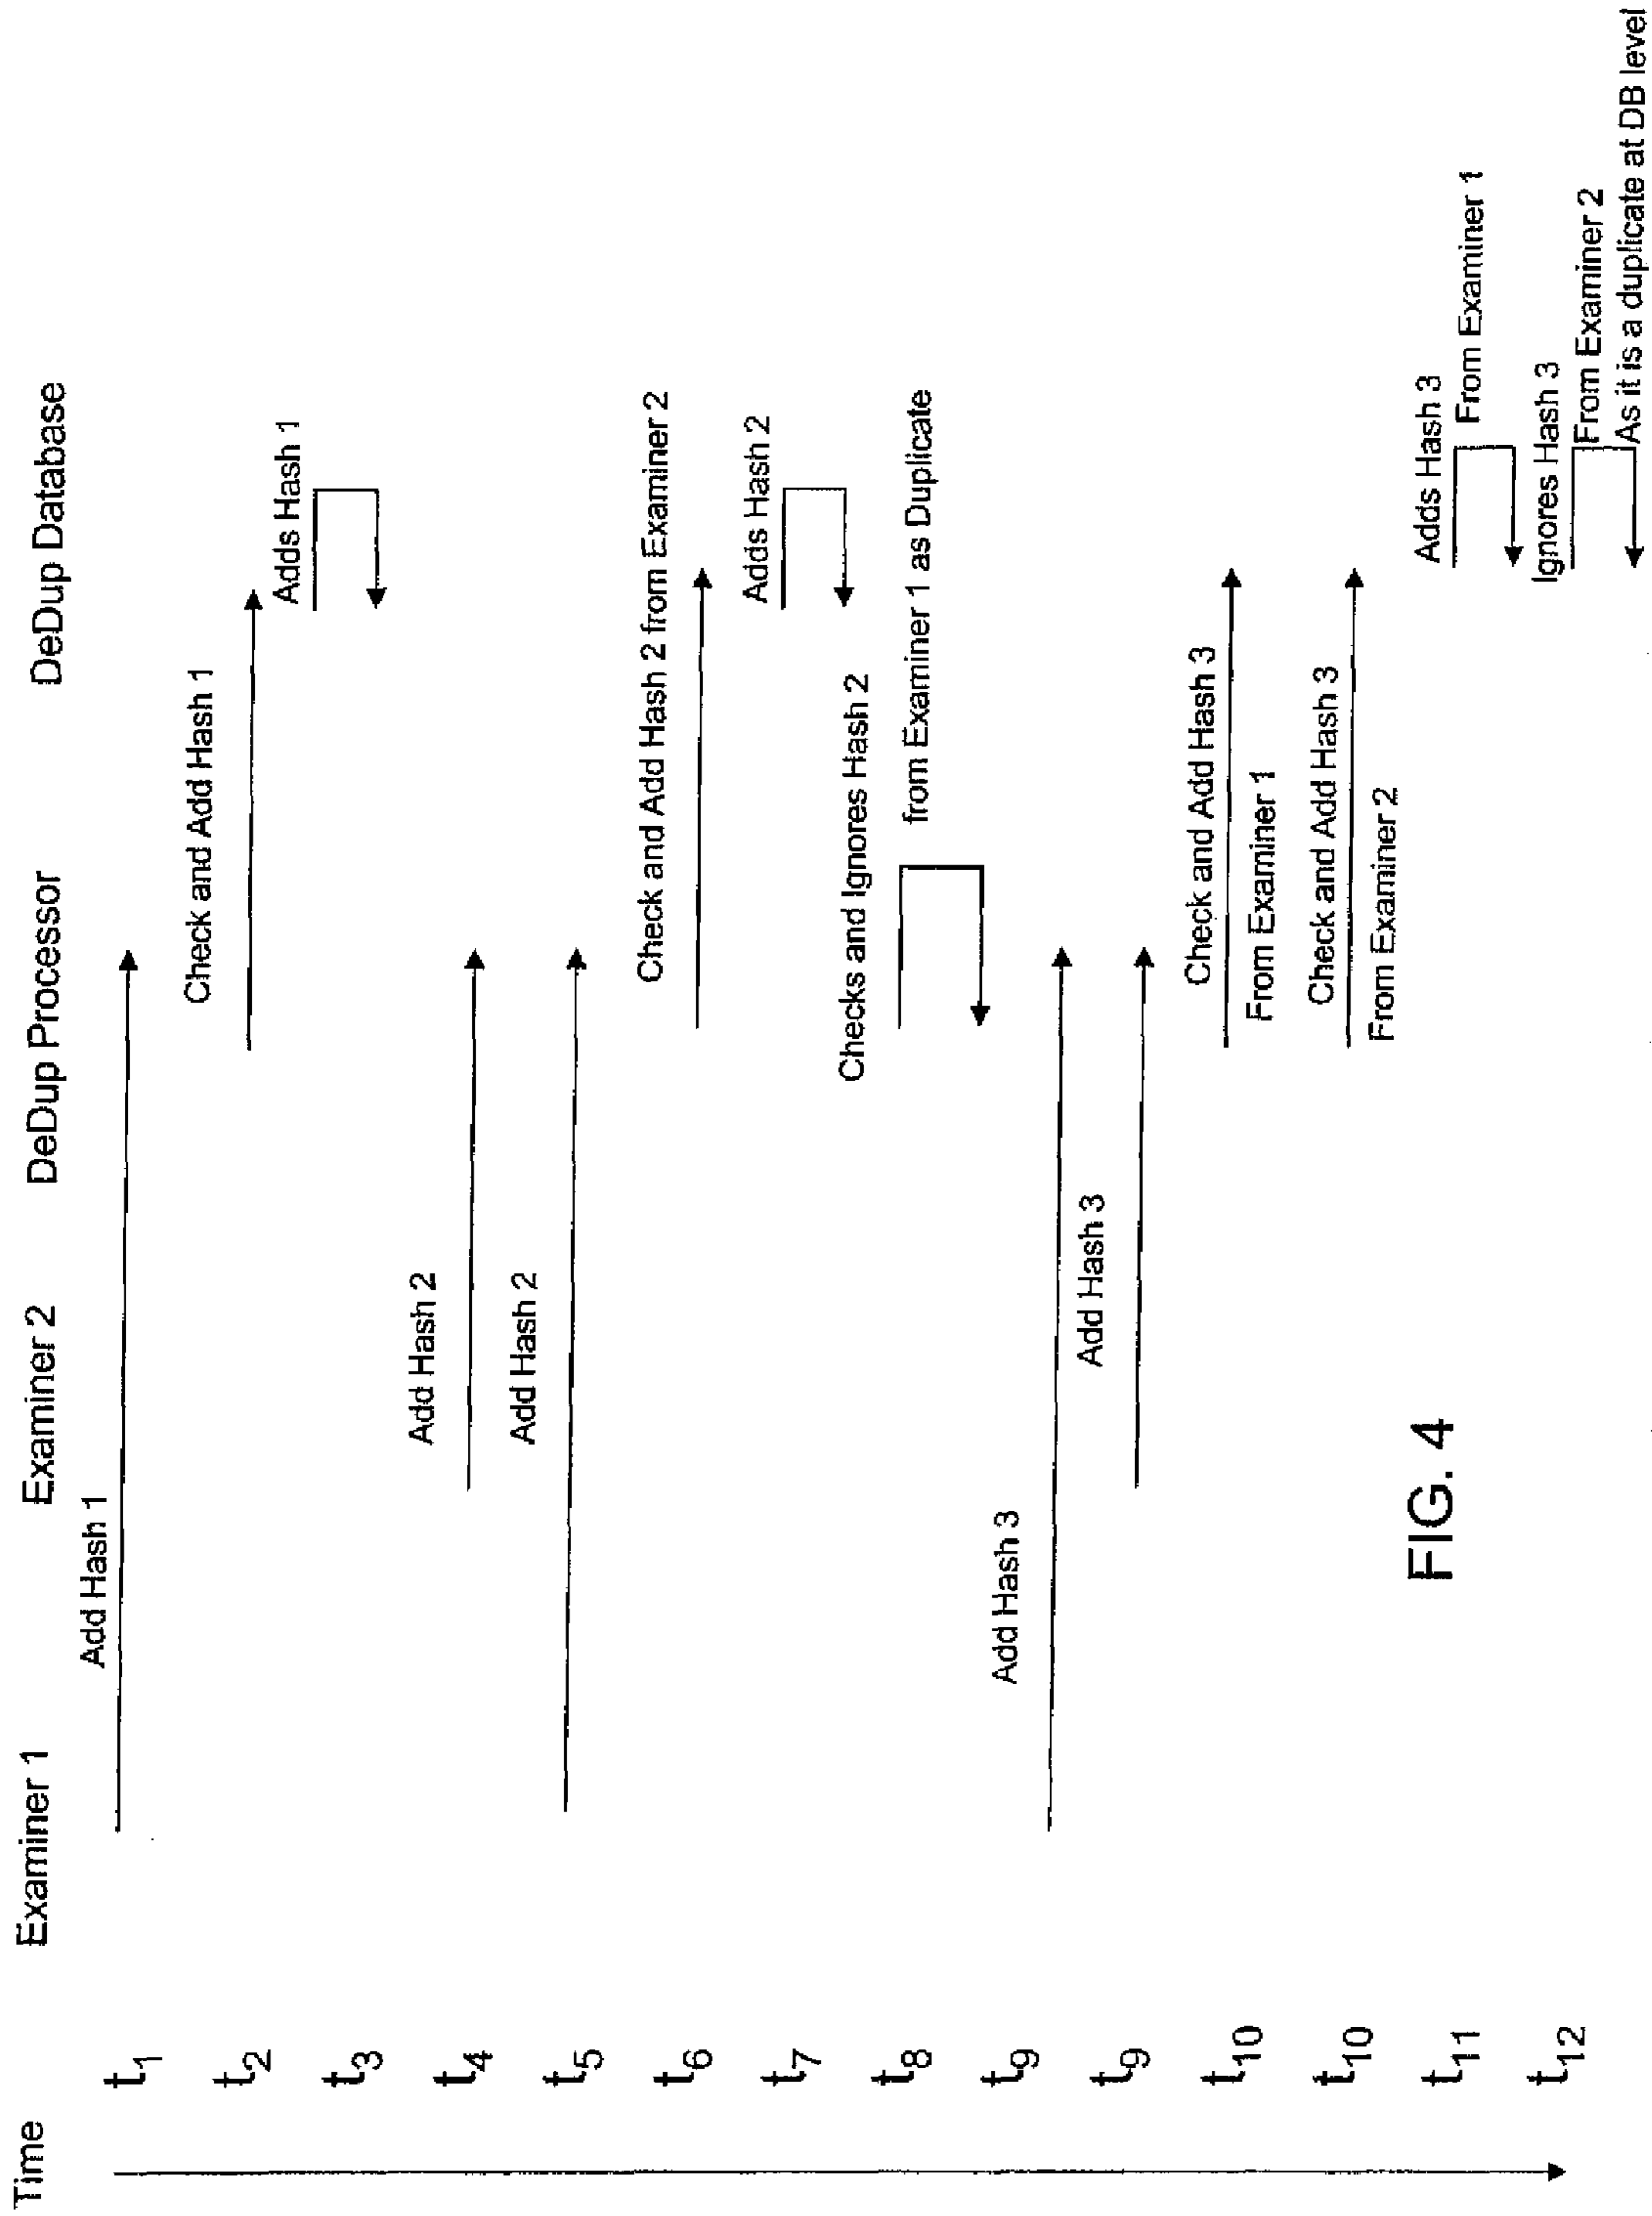 Time
Examiner 1
Examiner 2
DeDup Processor
DeDup Database
t1
Add Hash 1
t2
Check and Add Hash 1
t3
Adds Hash 1
t4
Add Hash 2
t5
Add Hash 2
t6
Check and Add Hash 2 from Examiner 2
t7
Adds Hash 2
t8
Checks and Ignores Hash 2
from Examiner 1 as Duplicate
t9
Add Hash 3
t9
Add Hash 3
t10
Check and Add Hash 3
From Examiner 1
t10
Check and Add Hash 3
From Examiner 2
t11
Adds Hash 3
From Examiner 1
t12
Ignores Hash 3
From Examiner 2
As it is a duplicate at DB level
FIG. 4